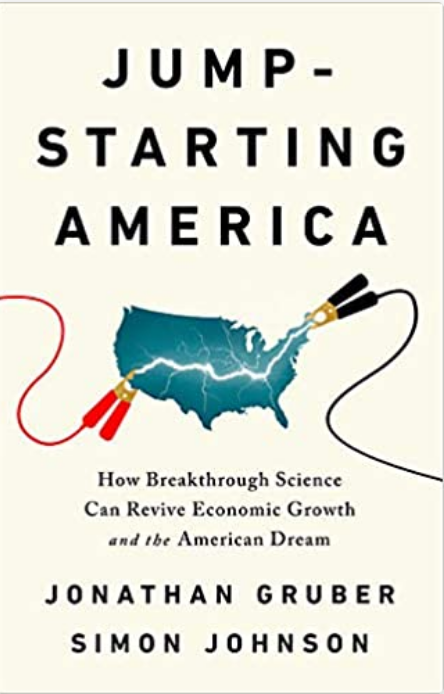 JUMP-
STARTING
AMERICA
How Breakthrough Science
Can Revive Economic Growth
and the American Dream
JONATHAN GRUBER
SIMON JOHNSON